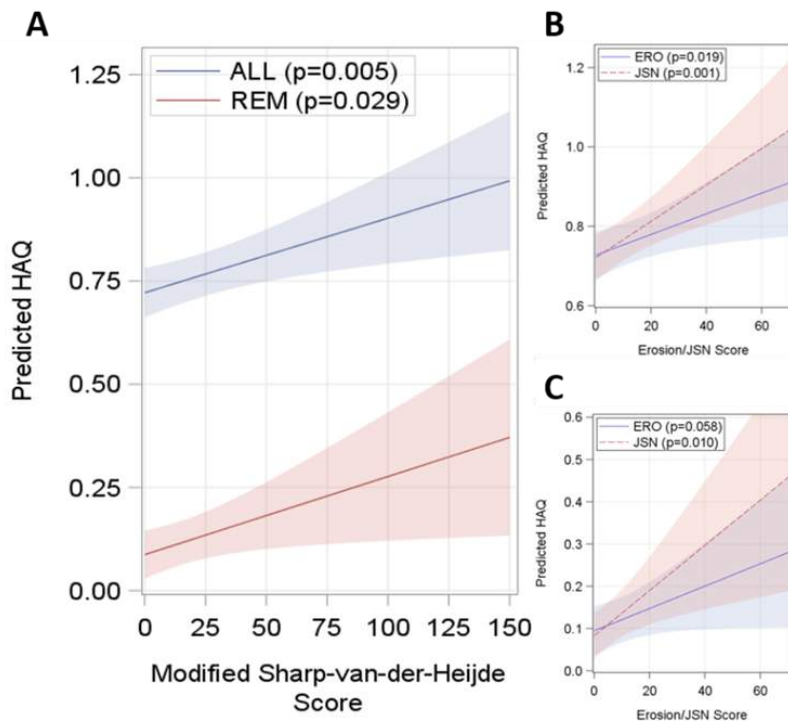 A
ALL (p=0.005)
REM (p=0.029)
Predicted HAQ
1.25
1.00
0.75
0.50
0.25
0.00
0 25 50 75 100 125 150
Modified Sharp-van-der-Heijde
Score
B
ERO (p=0.019)
JSN (p=0.001)
Predicted HAQ
1.2
1.0
0.8
0.6
0 20 40 60
Erosion/JSN Score
C
ERO (p=0.058)
JSN (p=0.010)
Predicted HAQ
0.6
0.5
0.4
0.3
0.2
0.1
0.0
0 20 40 60
Erosion/JSN Score